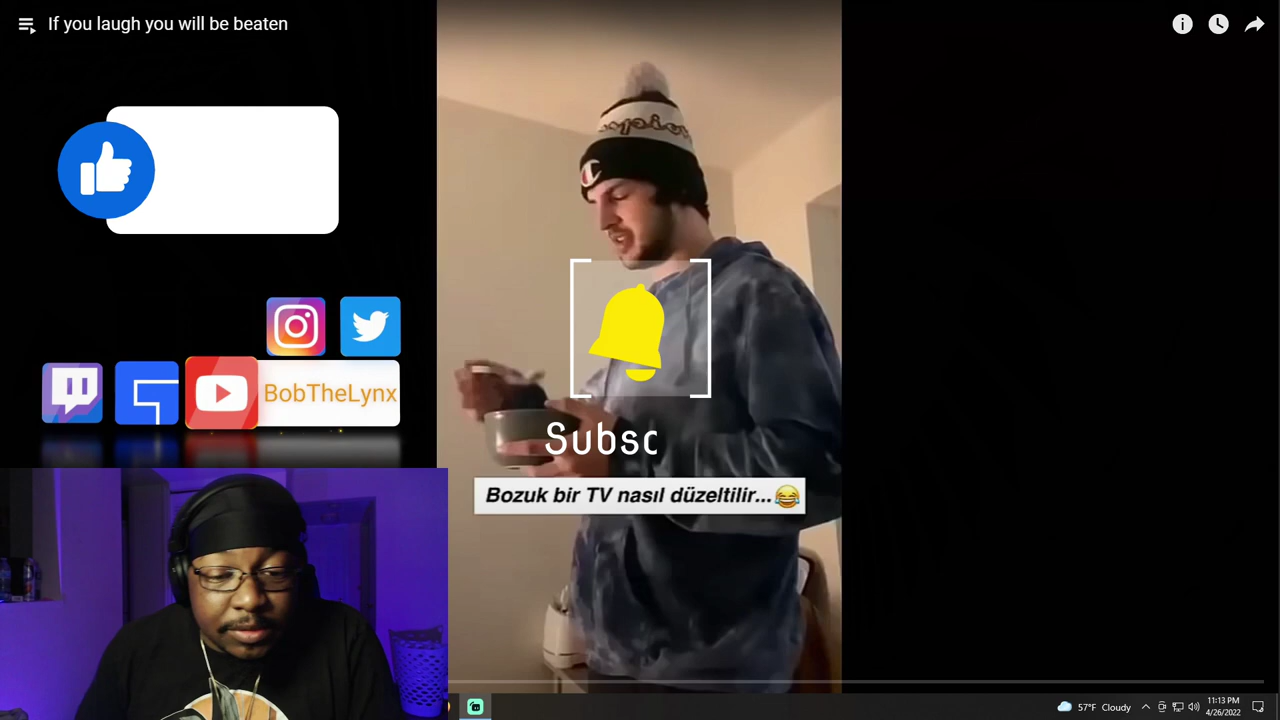 If you laugh you will be beaten
BobTheLynx
Subsc
Bozuk bir TV nasıl düzeltilir...😂
57°F Cloudy
11:13 PM
4/26/2022